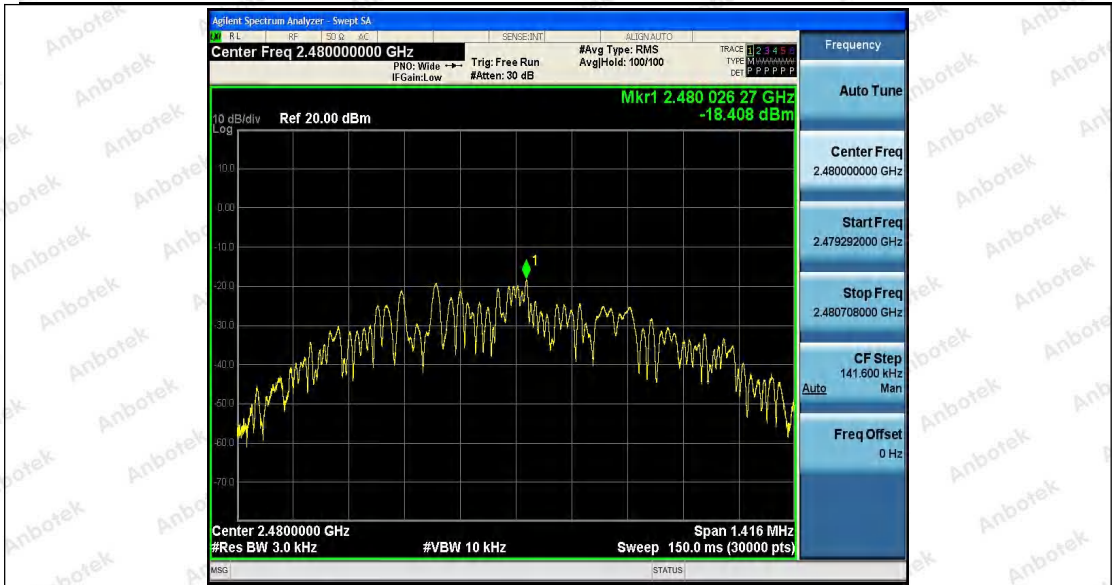 Agilent Spectrum Analyzer - Swept SA
RL RF 50 Ω AC SENSE:INT ALIGN AUTO
Center Freq 2.480000000 GHz
PNO: Wide
IFGain:Low
Trig: Free Run
#Atten: 30 dB
#Avg Type: RMS
Avg|Hold: 100/100
TRACE 1 2 3 4 5 6
TYPE M
DET P P P P P P
Mkr1 2.480 026 27 GHz
-18.408 dBm
10 dB/div Ref 20.00 dBm
Log
10.0
0.00
-10.0
-20.0
-30.0
-40.0
-50.0
-60.0
-70.0
1
Center 2.4800000 GHz
Span 1.416 MHz
#Res BW 3.0 kHz #VBW 10 kHz Sweep 150.0 ms (30000 pts)
MSG STATUS
Frequency
Auto Tune
Center Freq
2.480000000 GHz
Start Freq
2.479292000 GHz
Stop Freq
2.480708000 GHz
CF Step
141.600 kHz
Auto Man
Freq Offset
0 Hz
Anbotek